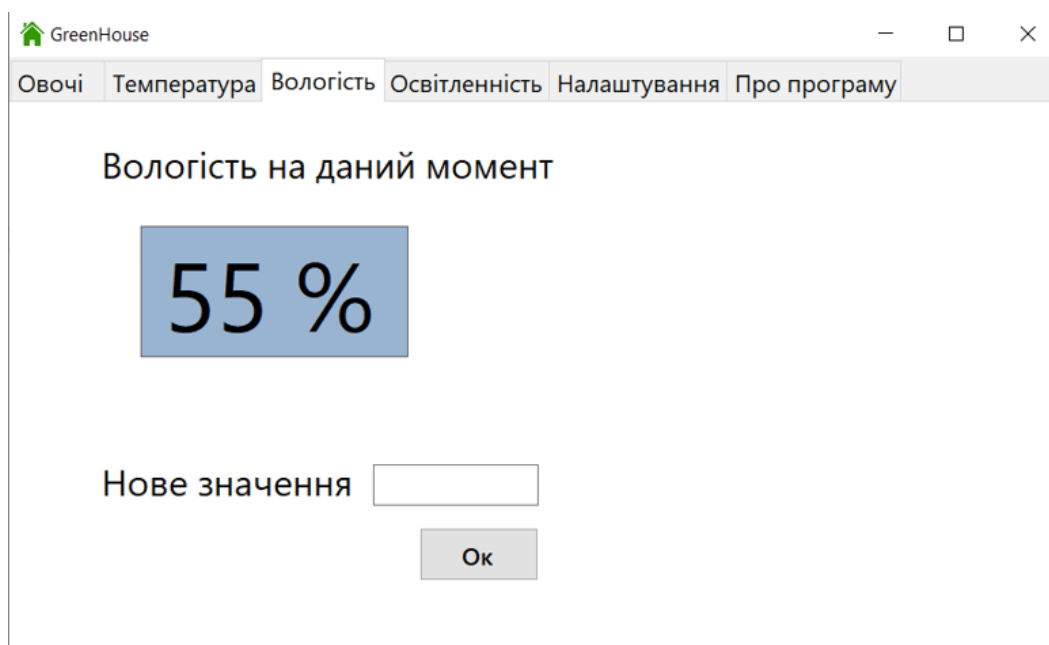 GreenHouse
Овочі Температура Вологість Освітленність Налаштування Про програму
Вологість на даний момент
55 %
Нове значення
Ок